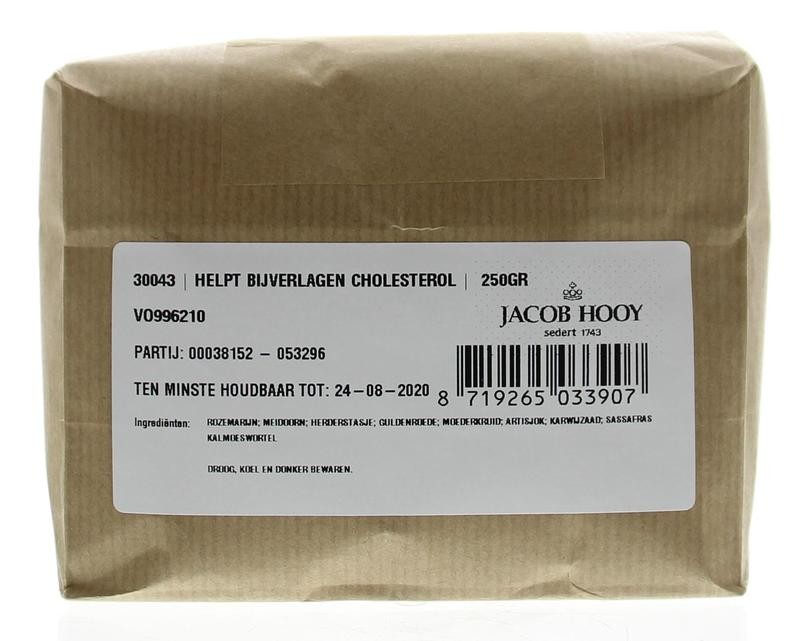 30043 | HELPT BIJVERLAGEN CHOLESTEROL | 250GR
VO996210
JACOB HOOY
sedert 1743
PARTIJ: 00038152 – 053296
TEN MINSTE HOUDBAAR TOT: 24-08-2020
8 719265 033907
Ingrediënten: ROZEMARIJN; MEIDOORN; HERDERSTASJE; GULDENROEDE; MOEDERKRUID; ARTISJOK; KARWIJZAAD; SASSAFRAS
KALMOESWORTEL
DROOG, KOEL EN DONKER BEWAREN.